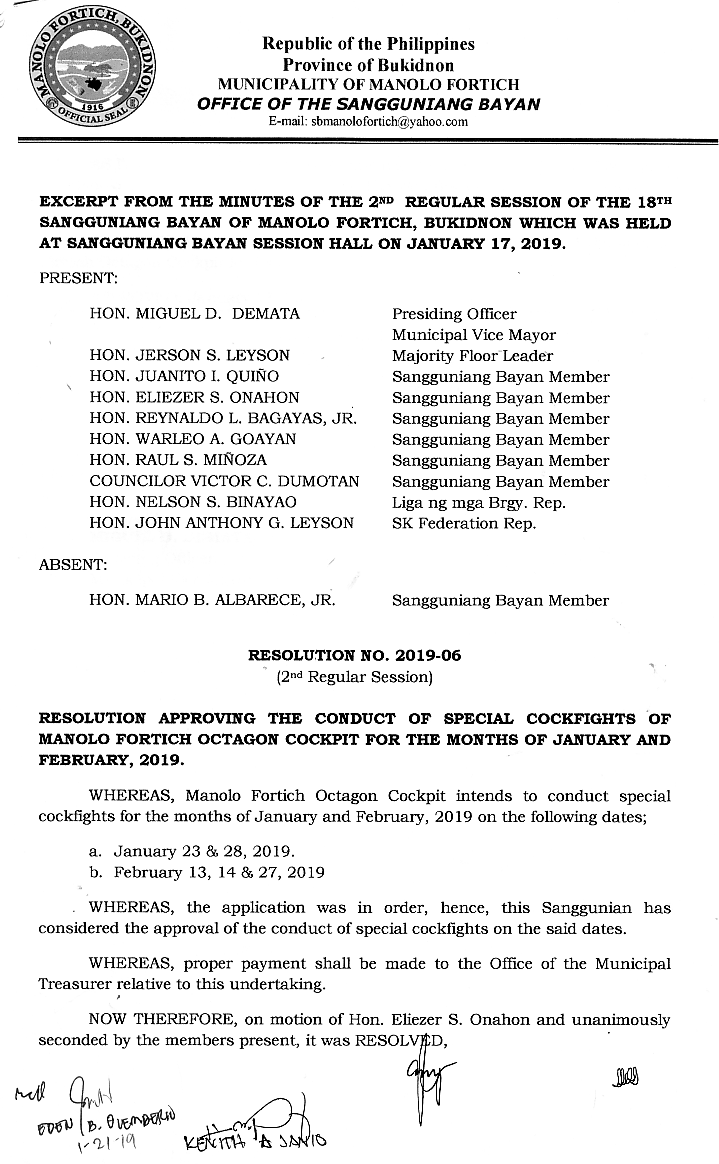 MANOLO FORTICH, BUKIDNON
1916
OFFICIAL SEAL
Republic of the Philippines
Province of Bukidnon
MUNICIPALITY OF MANOLO FORTICH
OFFICE OF THE SANGGUNIANG BAYAN
E-mail: sbmanolofortich@yahoo.com
EXCERPT FROM THE MINUTES OF THE 2ND REGULAR SESSION OF THE 18TH
SANGGUNIANG BAYAN OF MANOLO FORTICH, BUKIDNON WHICH WAS HELD
AT SANGGUNIANG BAYAN SESSION HALL ON JANUARY 17, 2019.
PRESENT:
HON. MIGUEL D. DEMATA Presiding Officer
Municipal Vice Mayor
HON. JERSON S. LEYSON Majority Floor Leader
HON. JUANITO I. QUIÑO Sangguniang Bayan Member
HON. ELIEZER S. ONAHON Sangguniang Bayan Member
HON. REYNALDO L. BAGAYAS, JR. Sangguniang Bayan Member
HON. WARLEO A. GOAYAN Sangguniang Bayan Member
HON. RAUL S. MIÑOZA Sangguniang Bayan Member
COUNCILOR VICTOR C. DUMOTAN Sangguniang Bayan Member
HON. NELSON S. BINAYAO Liga ng mga Brgy. Rep.
HON. JOHN ANTHONY G. LEYSON SK Federation Rep.
ABSENT:
HON. MARIO B. ALBARECE, JR. Sangguniang Bayan Member
RESOLUTION NO. 2019-06
(2nd Regular Session)
RESOLUTION APPROVING THE CONDUCT OF SPECIAL COCKFIGHTS OF
MANOLO FORTICH OCTAGON COCKPIT FOR THE MONTHS OF JANUARY AND
FEBRUARY, 2019.
WHEREAS, Manolo Fortich Octagon Cockpit intends to conduct special
cockfights for the months of January and February, 2019 on the following dates;
a. January 23 & 28, 2019.
b. February 13, 14 & 27, 2019
WHEREAS, the application was in order, hence, this Sanggunian has
considered the approval of the conduct of special cockfights on the said dates.
WHEREAS, proper payment shall be made to the Office of the Municipal
Treasurer relative to this undertaking.
NOW THEREFORE, on motion of Hon. Eliezer S. Onahon and unanimously
seconded by the members present, it was RESOLVED,
EDEN B.
1-21-19